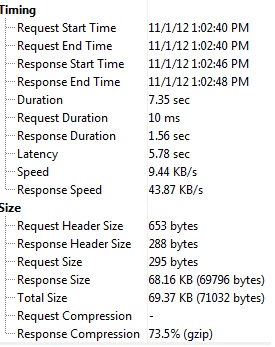 Timing
Request Start Time 11/1/12 1:02:40 PM
Request End Time 11/1/12 1:02:40 PM
Response Start Time 11/1/12 1:02:46 PM
Response End Time 11/1/12 1:02:48 PM
Duration 7.35 sec
Request Duration 10 ms
Response Duration 1.56 sec
Latency 5.78 sec
Speed 9.44 KB/s
Response Speed 43.87 KB/s
Size
Request Header Size 653 bytes
Response Header Size 288 bytes
Request Size 295 bytes
Response Size 68.16 KB (69796 bytes)
Total Size 69.37 KB (71032 bytes)
Request Compression -
Response Compression 73.5% (gzip)